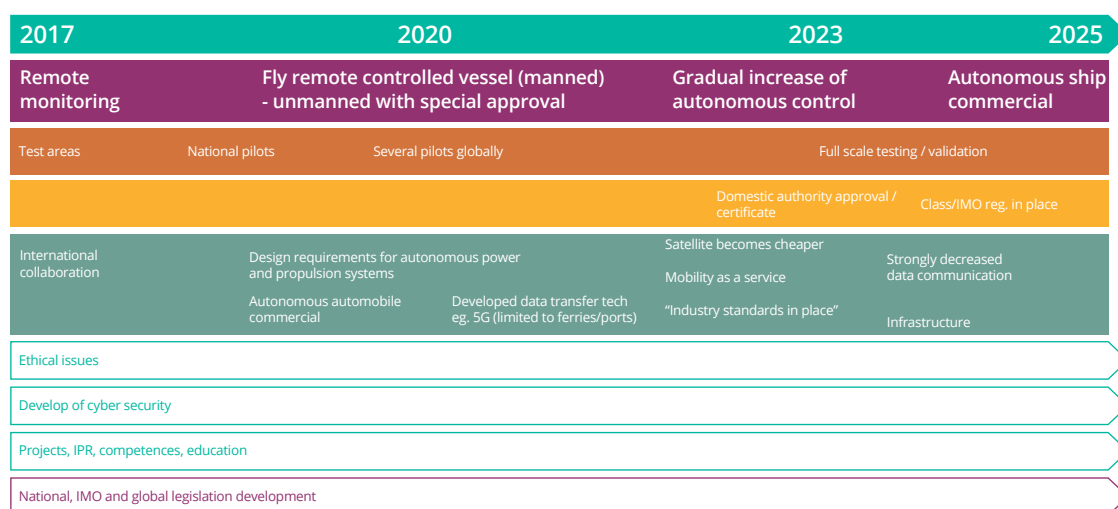 2017
2020
2023
2025
Remote
monitoring
Fly remote controlled vessel (manned)
- unmanned with special approval
Gradual increase of
autonomous control
Autonomous ship
commercial
Test areas
National pilots
Several pilots globally
Full scale testing / validation
Domestic authority approval /
certificate
Class/IMO reg. in place
International
collaboration
Design requirements for autonomous power
and propulsion systems
Autonomous automobile
commercial
Developed data transfer tech
eg. 5G (limited to ferries/ports)
Satellite becomes cheaper
Mobility as a service
“Industry standards in place”
Strongly decreased
data communication
Infrastructure
Ethical issues
Develop of cyber security
Projects, IPR, competences, education
National, IMO and global legislation development